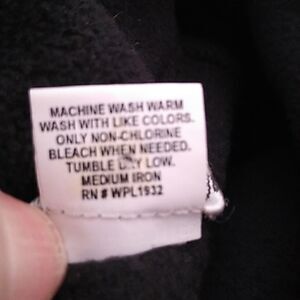 MACHINE WASH WARM
WASH WITH LIKE COLORS.
ONLY NON-CHLORINE
BLEACH WHEN NEEDED.
TUMBLE DRY LOW.
MEDIUM IRON
RN # WPL1932